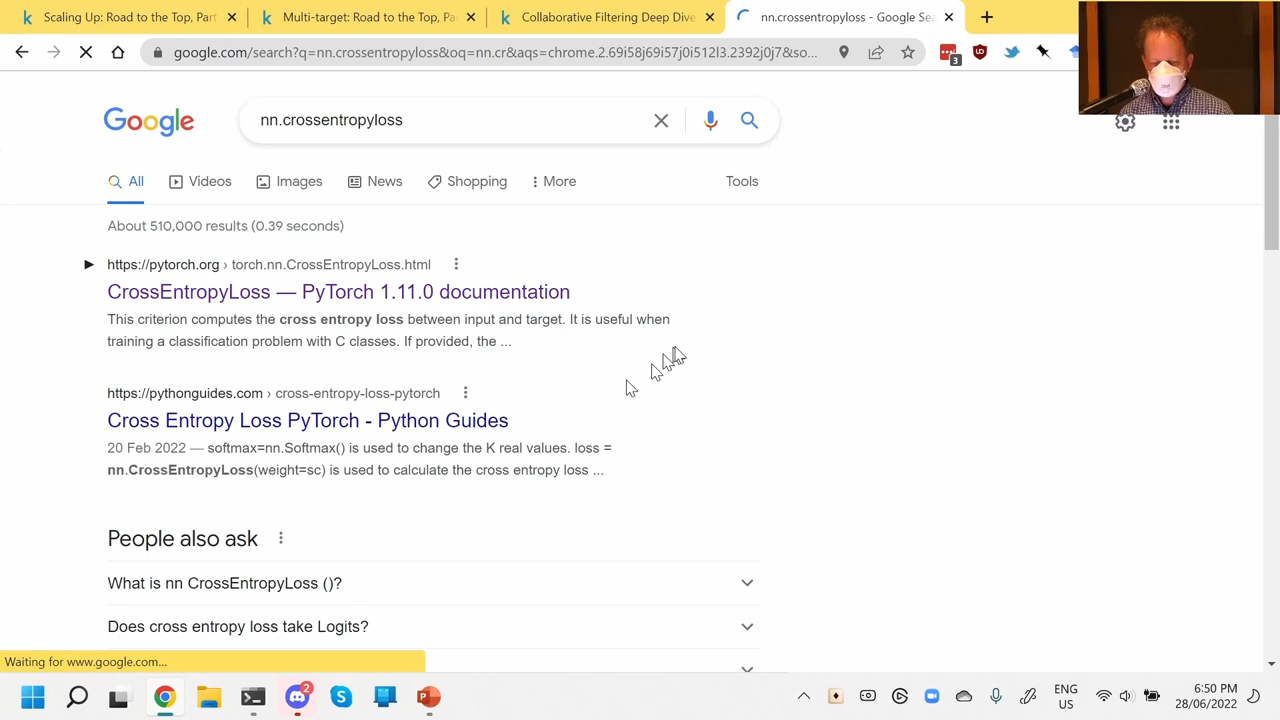 Scaling Up: Road to the Top, Part
Multi-target: Road to the Top, Pa
Collaborative Filtering Deep Dive
nn.crossentropyloss - Google Sea
google.com/search?q=nn.crossentropyloss&oq=nn.cr&aqs=chrome.2.69i58j69i57j0i512l3.2392j0j7&so...
3
Google
nn.crossentropyloss
All
Videos
Images
News
Shopping
More
Tools
About 510,000 results (0.39 seconds)
https://pytorch.org › torch.nn.CrossEntropyLoss.html
CrossEntropyLoss — PyTorch 1.11.0 documentation
This criterion computes the cross entropy loss between input and target. It is useful when
training a classification problem with C classes. If provided, the ...
https://pythonguides.com › cross-entropy-loss-pytorch
Cross Entropy Loss PyTorch - Python Guides
20 Feb 2022 — softmax=nn.Softmax() is used to change the K real values. loss =
nn.CrossEntropyLoss(weight=sc) is used to calculate the cross entropy loss ...
People also ask
What is nn CrossEntropyLoss ()?
Does cross entropy loss take Logits?
Waiting for www.google.com...
2
ENG
US
6:50 PM
28/06/2022